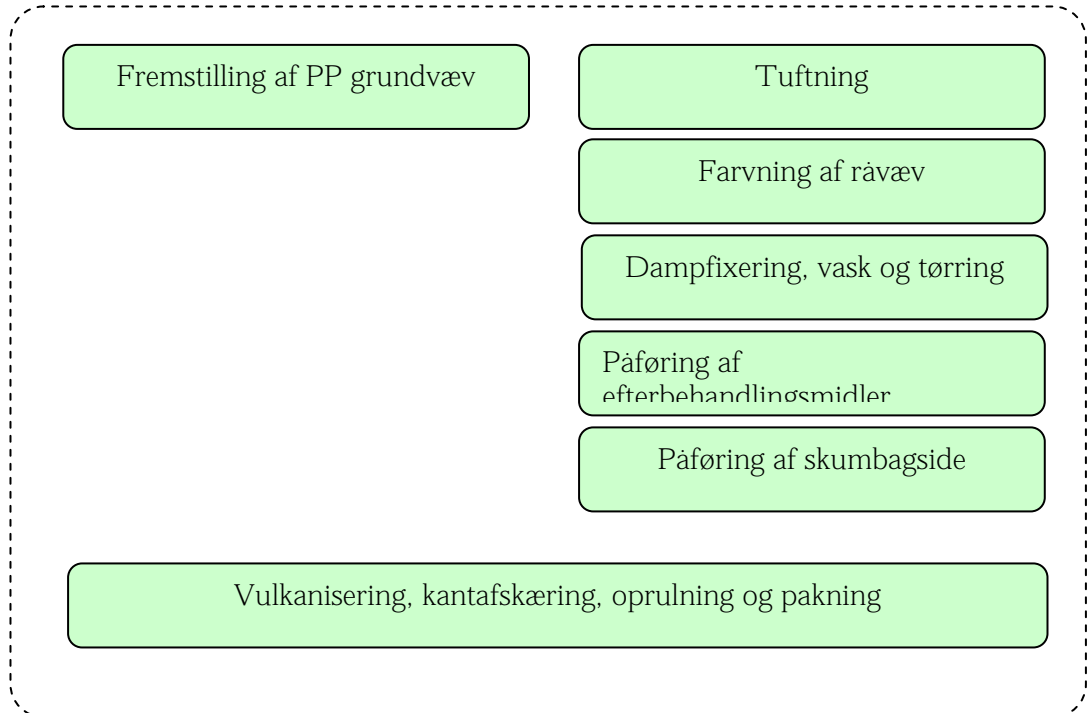 Fremstilling af PP grundvæv
Tuftning
Farvning af råvæv
Dampfixering, vask og tørring
Påføring af
efterbehandlingsmidler
Påføring af skumbagside
Vulkanisering, kantafskæring, oprulning og pakning